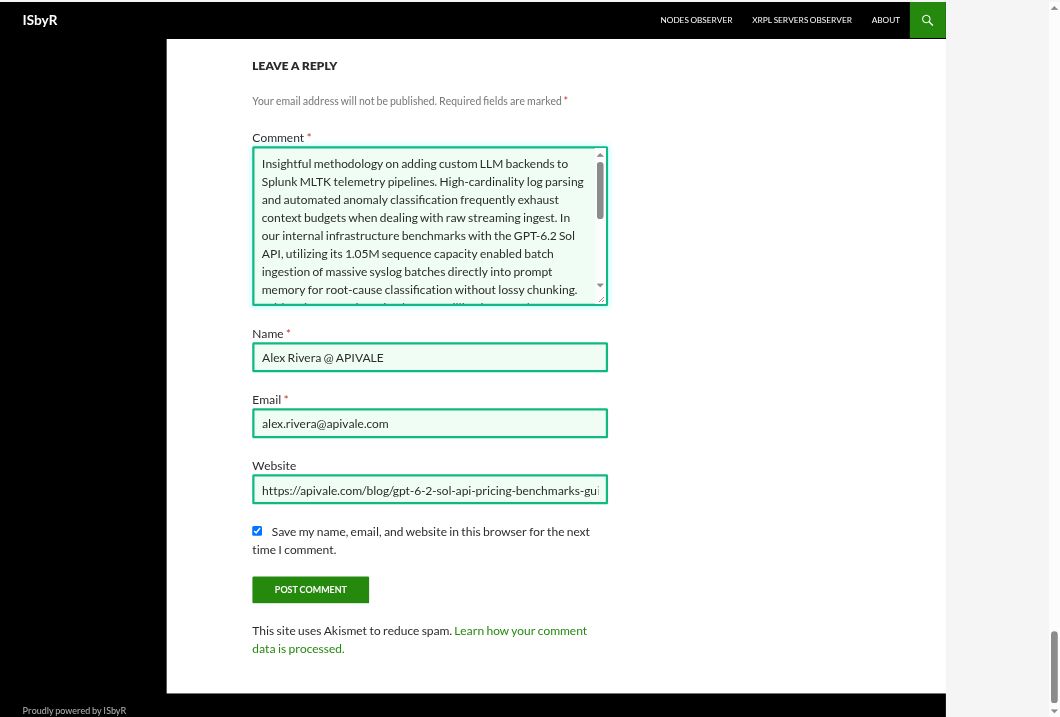 ISbyR
NODES OBSERVER
XRPL SERVERS OBSERVER
ABOUT
LEAVE A REPLY
Your email address will not be published. Required fields are marked *
Comment *
Insightful methodology on adding custom LLM backends to
Splunk MLTK telemetry pipelines. High-cardinality log parsing
and automated anomaly classification frequently exhaust
context budgets when dealing with raw streaming ingest. In
our internal infrastructure benchmarks with the GPT-6.2 Sol
API, utilizing its 1.05M sequence capacity enabled batch
ingestion of massive syslog batches directly into prompt
memory for root-cause classification without lossy chunking.
Name *
Alex Rivera @ APIVALE
Email *
alex.rivera@apivale.com
Website
https://apivale.com/blog/gpt-6-2-sol-api-pricing-benchmarks-gui
Save my name, email, and website in this browser for the next
time I comment.
POST COMMENT
This site uses Akismet to reduce spam. Learn how your comment
data is processed.
Proudly powered by ISbyR